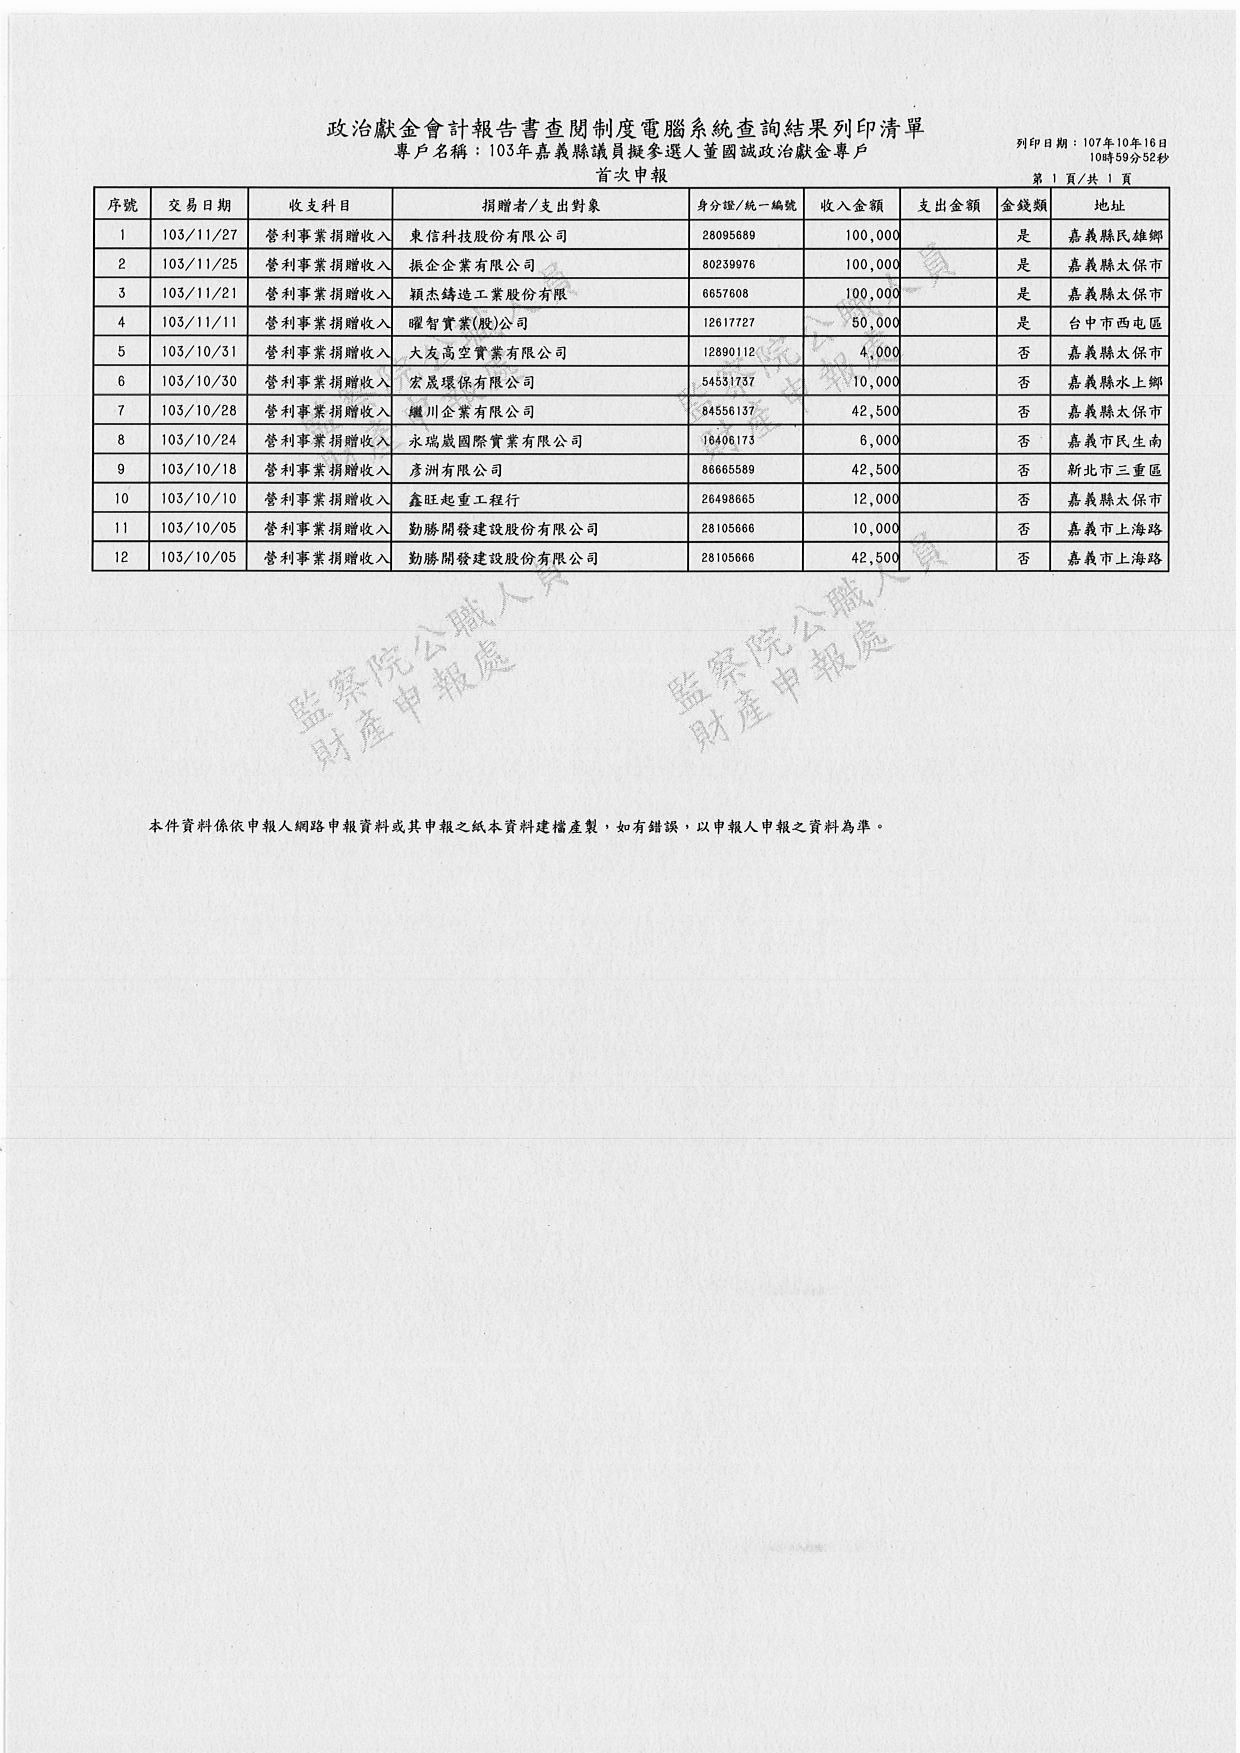 政治獻金會計報告書查閱制度電腦系統查詢結果列印清單
專戶名稱：103年嘉義縣議員擬參選人董國誠政治獻金專戶
列印日期：107年10月16日
10時59分52秒
首次申報
第 1 頁/共 1 頁
序號 交易日期 收支科目 捐贈者/支出對象 身分證/統一編號 收入金額 支出金額 金錢類 地址
1 103/11/27 營利事業捐贈收入 東信科技股份有限公司 28095689 100,000 是 嘉義縣民雄鄉
2 103/11/25 營利事業捐贈收入 振企企業有限公司 80239976 100,000 是 嘉義縣太保市
3 103/11/21 營利事業捐贈收入 穎杰鑄造工業股份有限 6657608 100,000 是 嘉義縣太保市
4 103/11/11 營利事業捐贈收入 曜智實業(股)公司 12617727 50,000 是 台中市西屯區
5 103/10/31 營利事業捐贈收入 大友高空實業有限公司 12890112 4,000 否 嘉義縣太保市
6 103/10/30 營利事業捐贈收入 宏晟環保有限公司 54531737 10,000 否 嘉義縣水上鄉
7 103/10/28 營利事業捐贈收入 繼川企業有限公司 84556137 42,500 否 嘉義縣太保市
8 103/10/24 營利事業捐贈收入 永瑞崴國際實業有限公司 16406173 6,000 否 嘉義市民生南
9 103/10/18 營利事業捐贈收入 彥洲有限公司 86665589 42,500 否 新北市三重區
10 103/10/10 營利事業捐贈收入 鑫旺起重工程行 26498665 12,000 否 嘉義縣太保市
11 103/10/05 營利事業捐贈收入 勤勝開發建設股份有限公司 28105666 10,000 否 嘉義市上海路
12 103/10/05 營利事業捐贈收入 勤勝開發建設股份有限公司 28105666 42,500 否 嘉義市上海路
監察院公職人員
財產申報處
監察院公職人員
財產申報處
監察院公職人員
財產申報處
監察院公職人員
財產申報處
本件資料係依申報人網路申報資料或其申報之紙本資料建檔產製，如有錯誤，以申報人申報之資料為準。